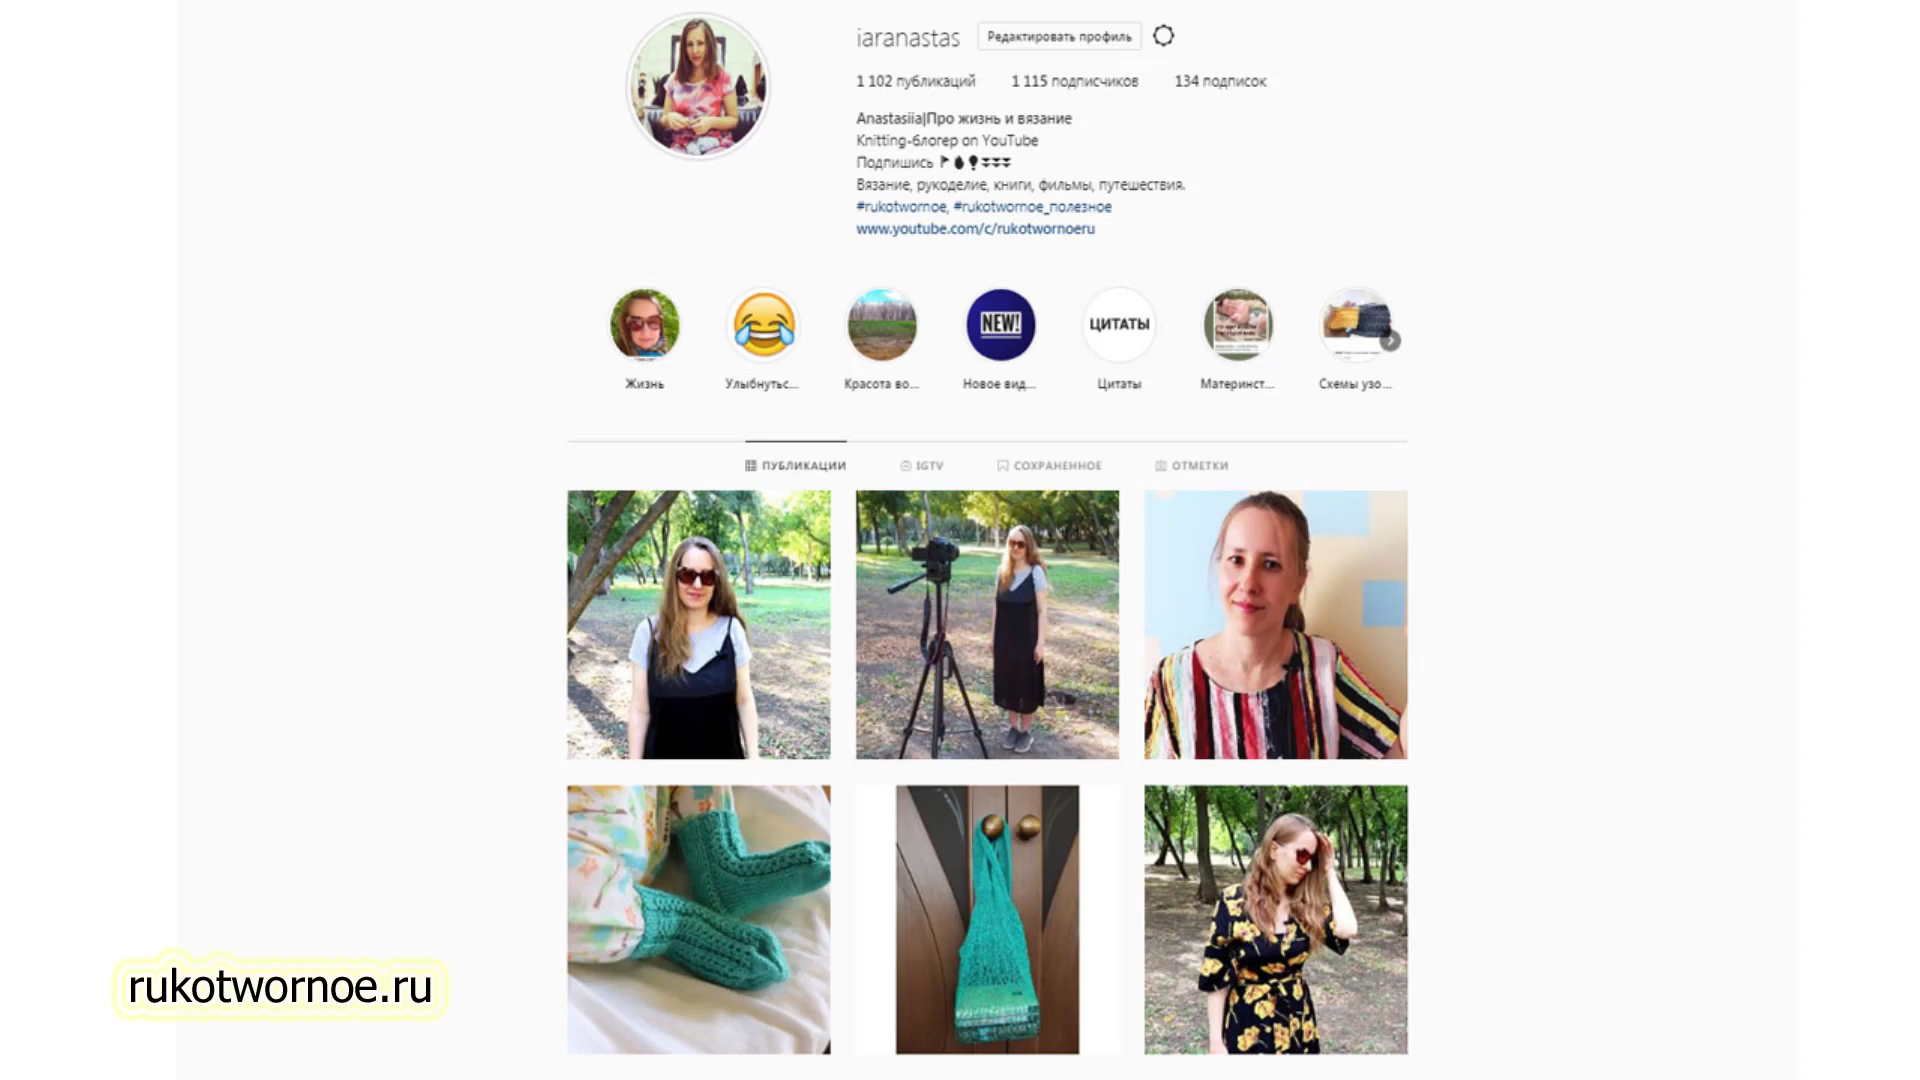 iaranastas
Редактировать профиль
1 102 публикаций 1 115 подписчиков 134 подписок
Anastasiia|Про жизнь и вязание
Knitting-блогер on YouTube
Подпишись
Вязание, рукоделие, книги, фильмы, путешествия.
#rukotwornoe, #rukotwornoe_полезное
www.youtube.com/c/rukotwornoeru
NEW!
ЦИТАТЫ
Жизнь
Улыбнутьс...
Красота во...
Новое вид...
Цитаты
Материнст...
Схемы узо...
ПУБЛИКАЦИИ
IGTV
СОХРАНЕННОЕ
ОТМЕТКИ
rukotwornoe.ru